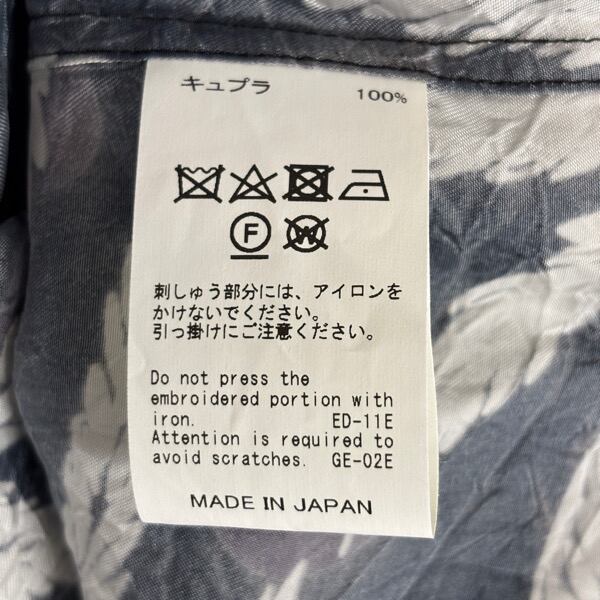 キュプラ 100%
F W
刺しゅう部分には、アイロンを
かけないでください。
引っ掛けにご注意ください。
Do not press the
embroidered portion with
iron. ED-11E
Attention is required to
avoid scratches. GE-02E
MADE IN JAPAN